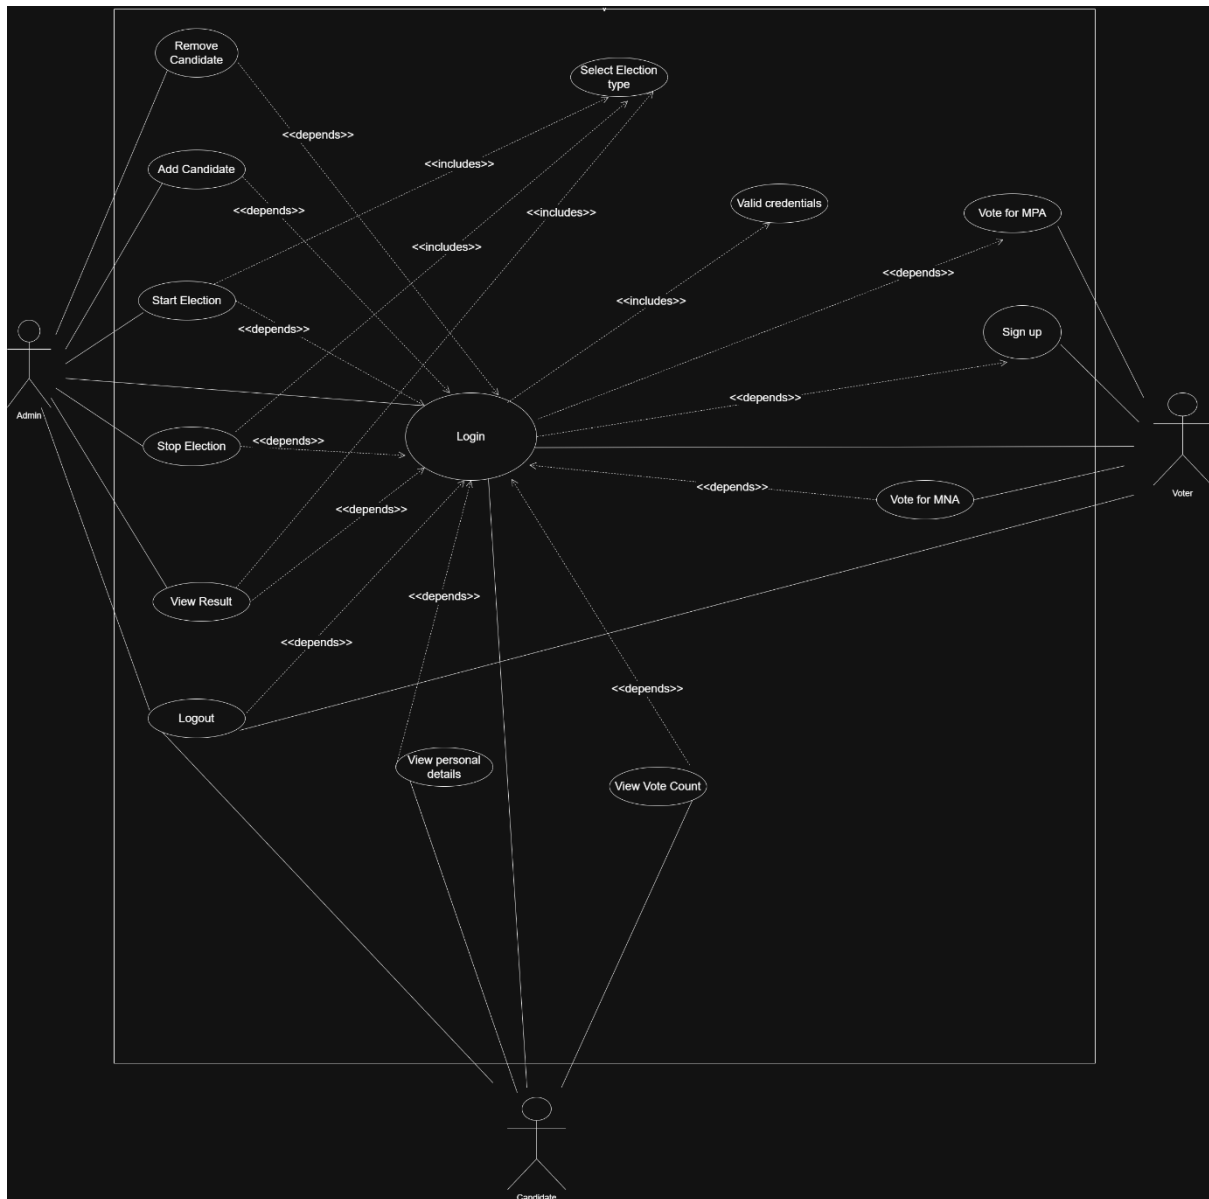 Remove
Candidate
Select Election
type
<<depends>>
<<includes>>
Add Candidate
<<depends>>
<<includes>>
Valid credentials
Vote for MPA
<<includes>>
<<depends>>
Start Election
<<includes>>
<<depends>>
Sign up
Admin
<<depends>>
Login
Stop Election
<<depends>>
<<depends>>
Vote for MNA
Voter
<<depends>>
<<depends>>
View Result
<<depends>>
<<depends>>
Logout
View personal
details
View Vote Count
Candidate